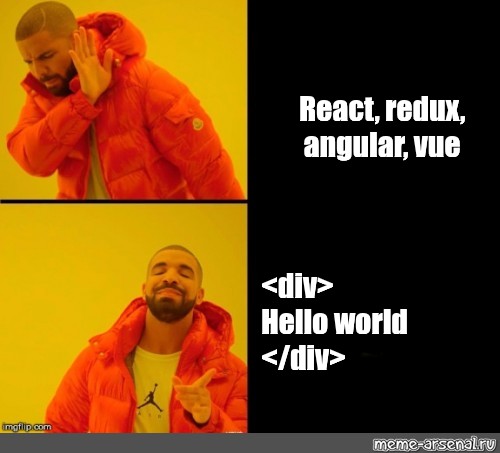 React, redux,
angular, vue
<div>
Hello world
</div>
imgflip.com
meme-arsenal.ru